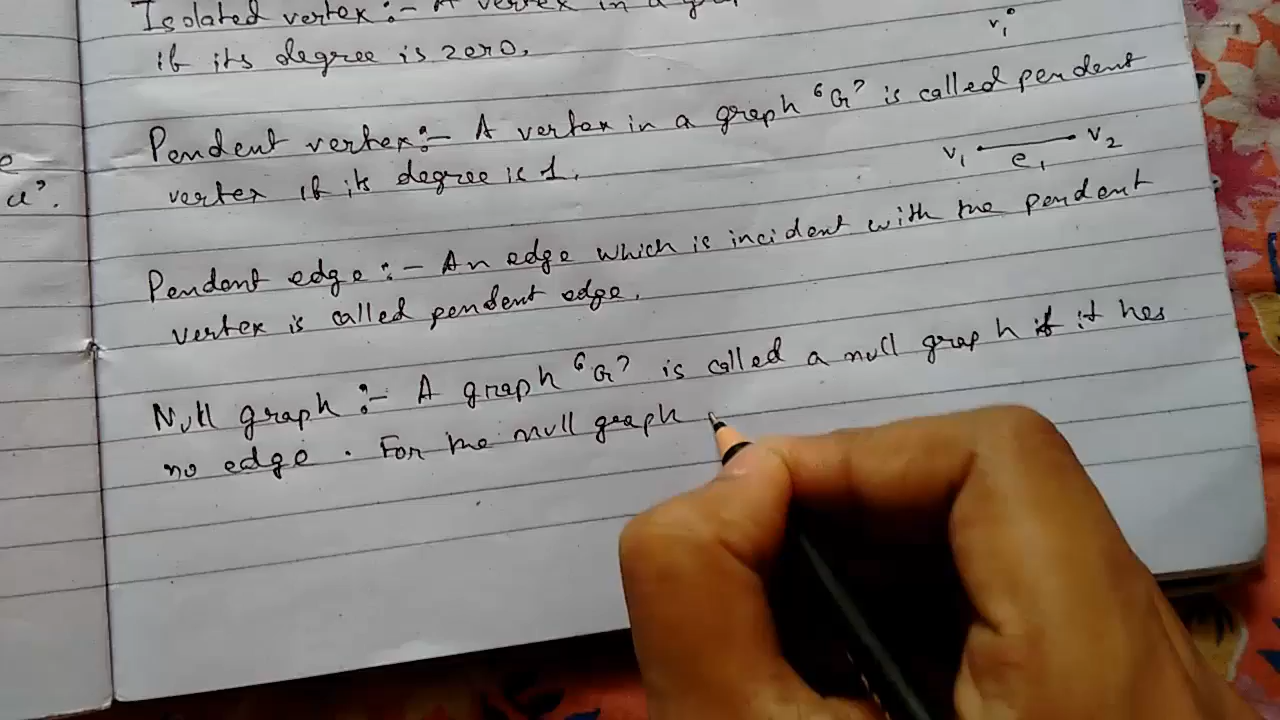 Isolated vertex :- A vertex in a
if its degree is zero.
v₁
Pendent vertex :- A vertex in a graph 'G' is called pendent
vertex if its degree is 1.
v₁ e₁ v₂
Pendent edge :- An edge which is incident with the pendent
vertex is called pendent edge.
Null graph :- A graph 'G' is called a null graph if it has
no edge. For the null graph